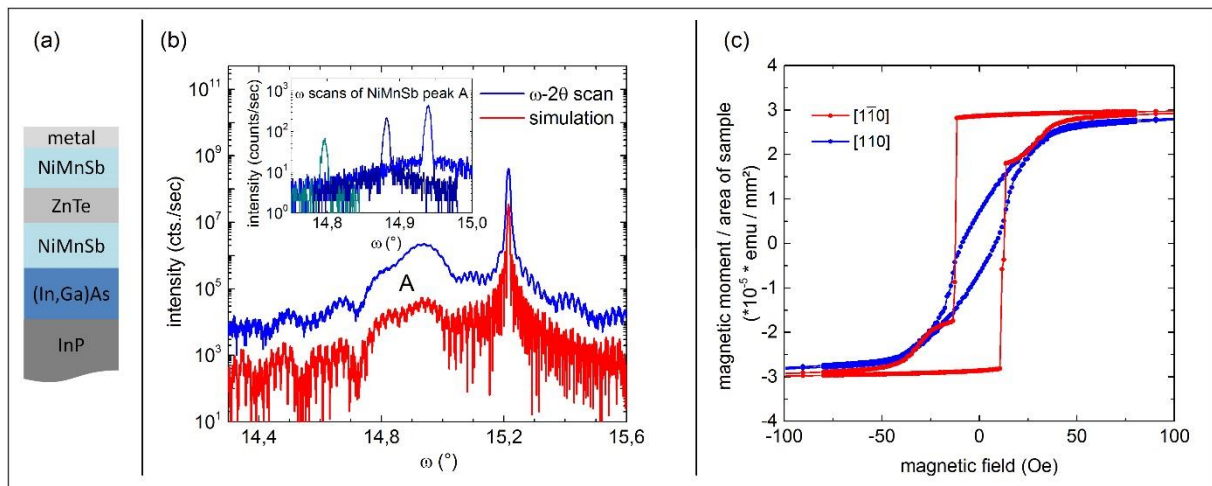 (a)
metal
NiMnSb
ZnTe
NiMnSb
(In,Ga)As
InP
(b)
intensity (cts./sec)
10¹¹
10⁹
10⁷
10⁵
10³
10¹
14,4
14,8
15,2
15,6
ω (°)
A
ω-2θ scan
simulation
ω scans of NiMnSb peak A
intensity (counts/sec)
10³
10²
10¹
10⁰
14,8
14,9
15,0
ω (°)
(c)
magnetic moment / area of sample
(*10⁻⁵ * emu / mm²)
4
3
2
1
0
-1
-2
-3
-4
[11̄0]
[110]
-100
-50
0
50
100
magnetic field (Oe)